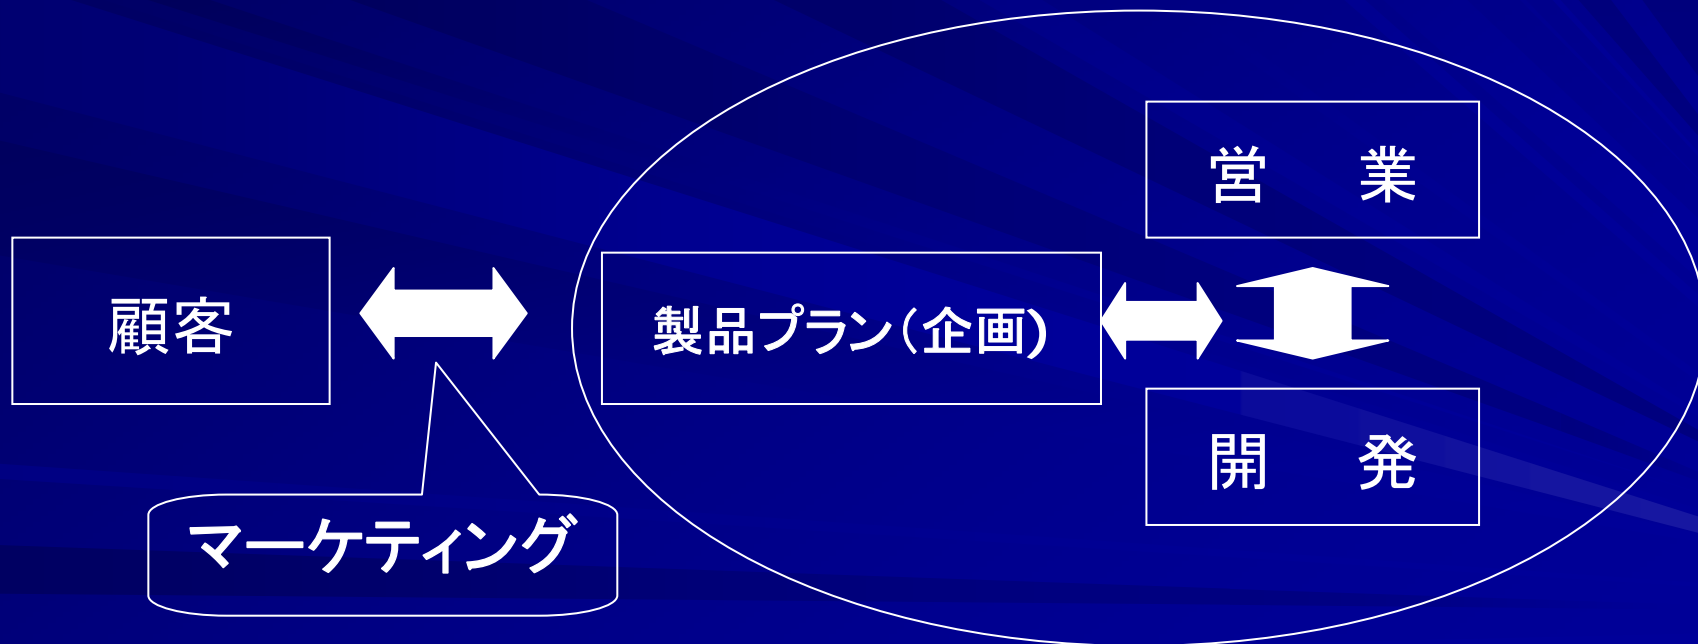 営　業
顧客
製品プラン（企画）
開　発
マーケティング